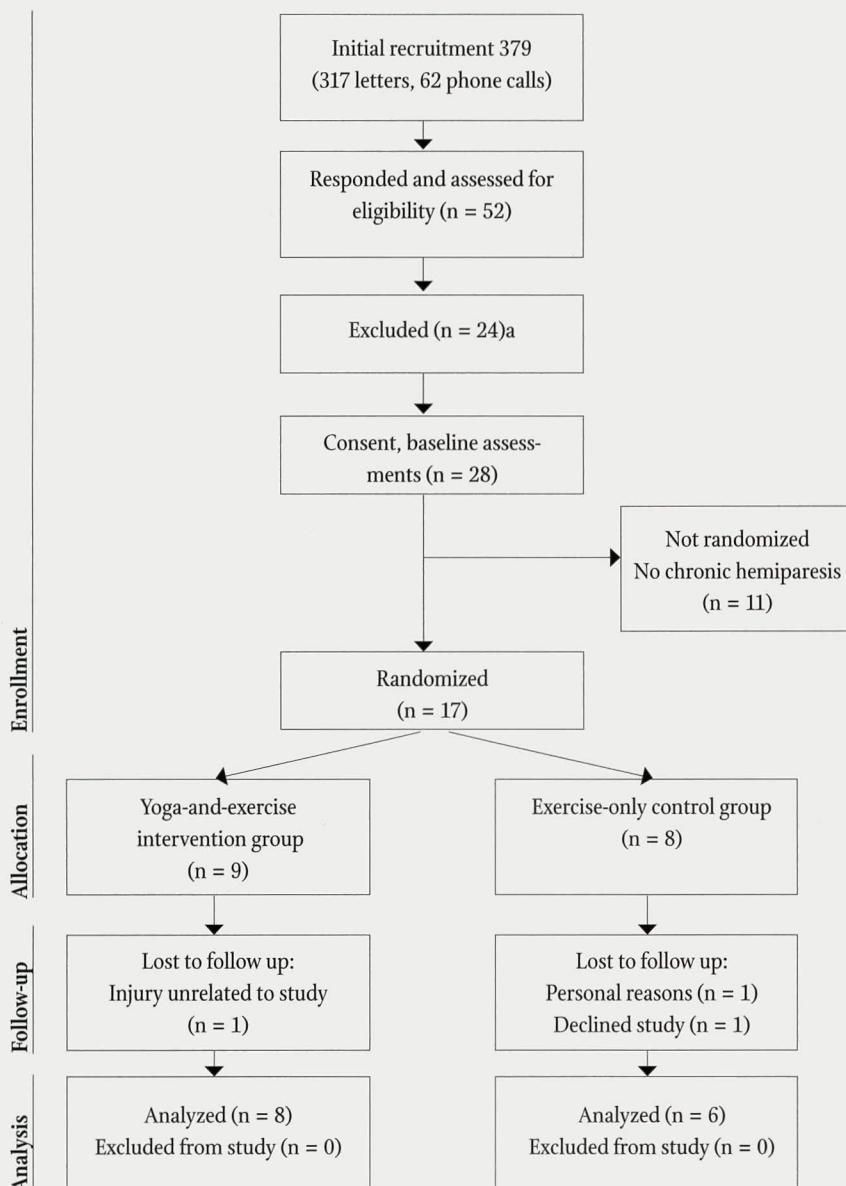 Initial recruitment 379
(317 letters, 62 phone calls)
Responded and assessed for
eligibility (n = 52)
Excluded (n = 24)a
Consent, baseline assess-
ments (n = 28)
Not randomized
No chronic hemiparesis
(n = 11)
Enrollment
Randomized
(n = 17)
Allocation
Yoga-and-exercise
intervention group
(n = 9)
Exercise-only control group
(n = 8)
Follow-up
Lost to follow up:
Injury unrelated to study
(n = 1)
Lost to follow up:
Personal reasons (n = 1)
Declined study (n = 1)
Analysis
Analyzed (n = 8)
Excluded from study (n = 0)
Analyzed (n = 6)
Excluded from study (n = 0)